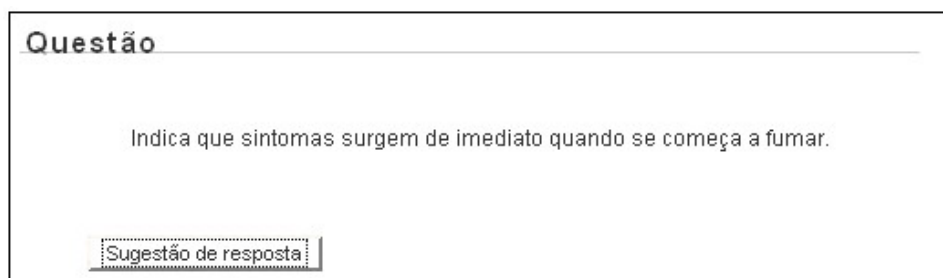 Questão
Indica que sintomas surgem de imediato quando se começa a fumar.
Sugestão de resposta